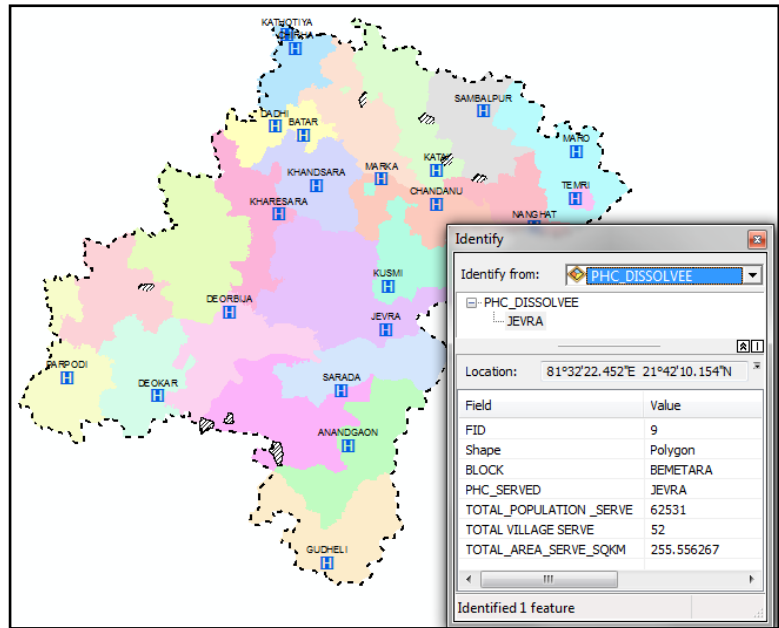 KATHOTIYA
SAMBALPUR
DADHI
BATAR
MARO
KATAI
MARKA
KHANDSARA
TEMRI
CHANDANU
KHARESARA
NANGHAT
Identify
Identify from: PHC_DISSOLVEE
PHC_DISSOLVEE
JEVRA
KUSMI
DEORBIJA
JEVRA
PARPODI
DEOKAR
SARADA
ANANDGAON
GUDHELI
Location: 81°32'22.452"E 21°42'10.154"N
Field Value
FID 9
Shape Polygon
BLOCK BEMETARA
PHC_SERVED JEVRA
TOTAL_POPULATION _SERVE 62531
TOTAL VILLAGE SERVE 52
TOTAL_AREA_SERVE_SQKM 255.556267
Identified 1 feature